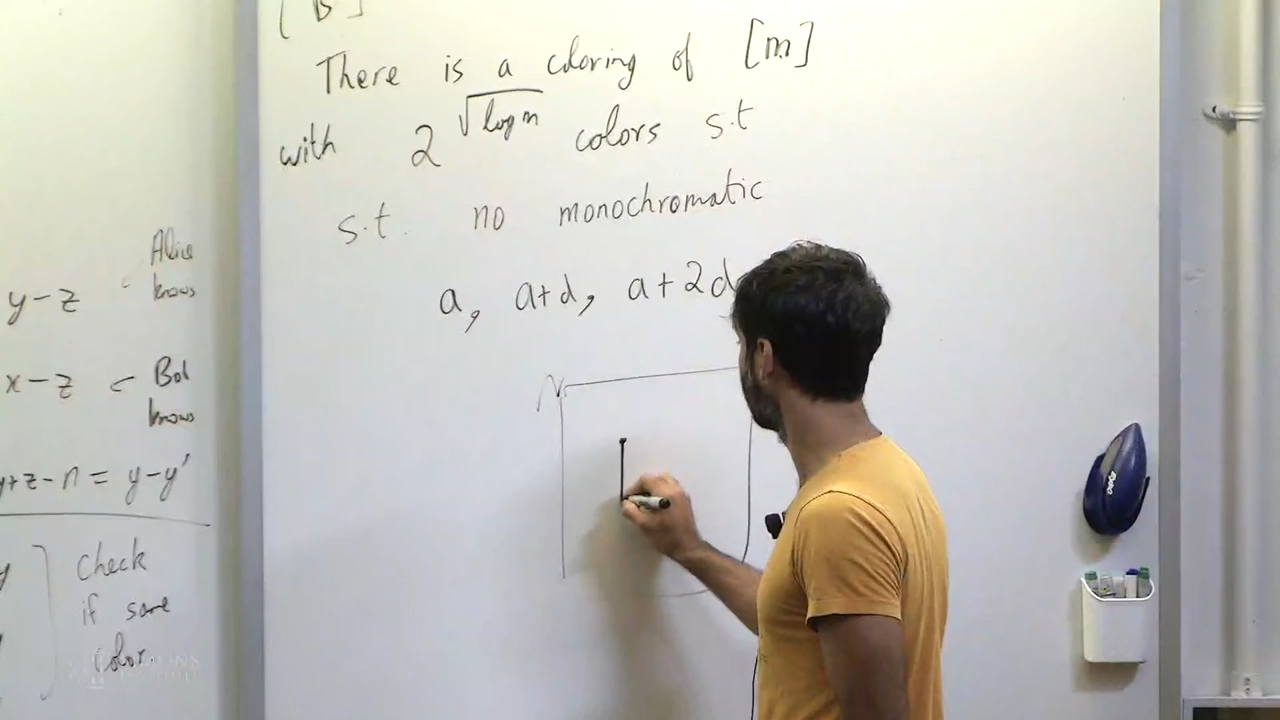 [B]
There is a coloring of [m]
with 2^√log m colors s.t
s.t. no monochromatic
a, a+d, a+2d
N
y-z Alice knows
x-z ← Bob knows
y+z-n = y-y'
y
check
if same
color
expo